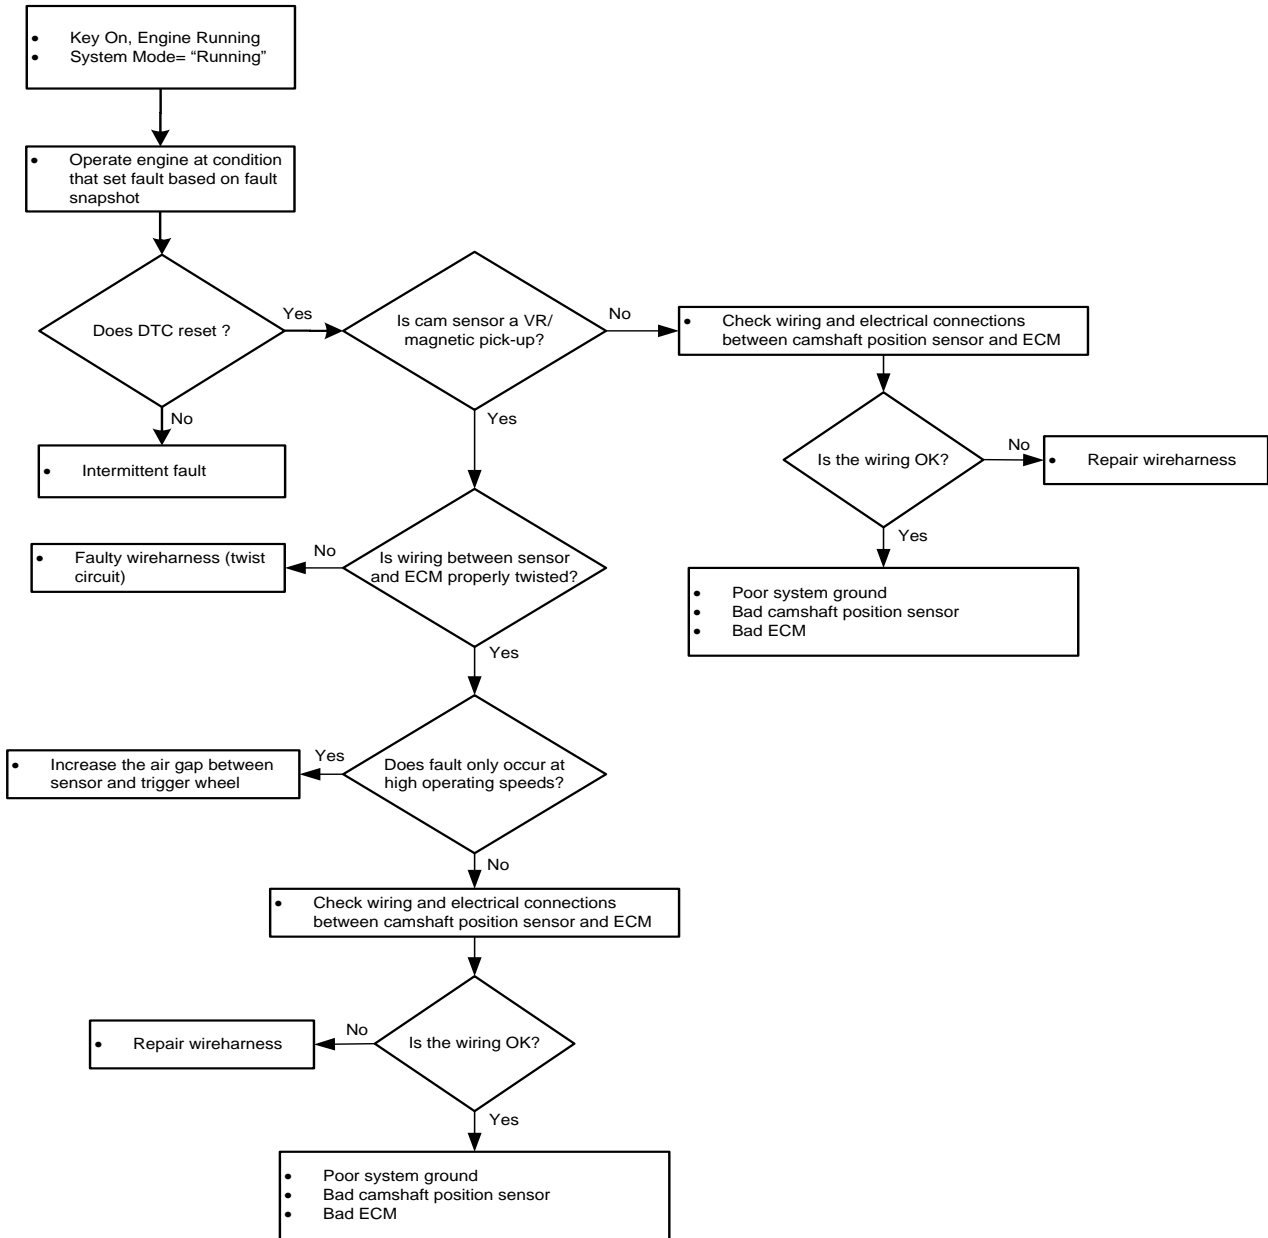 • Key On, Engine Running
• System Mode= “Running”
• Operate engine at condition
that set fault based on fault
snapshot
Does DTC reset ?
Yes
No
• Intermittent fault
Is cam sensor a VR/
magnetic pick-up?
No
Yes
• Check wiring and electrical connections
between camshaft position sensor and ECM
Is the wiring OK?
No
• Repair wireharness
Yes
• Poor system ground
• Bad camshaft position sensor
• Bad ECM
Is wiring between sensor
and ECM properly twisted?
No
• Faulty wireharness (twist
circuit)
Yes
Does fault only occur at
high operating speeds?
Yes
• Increase the air gap between
sensor and trigger wheel
No
• Check wiring and electrical connections
between camshaft position sensor and ECM
Is the wiring OK?
No
• Repair wireharness
Yes
• Poor system ground
• Bad camshaft position sensor
• Bad ECM